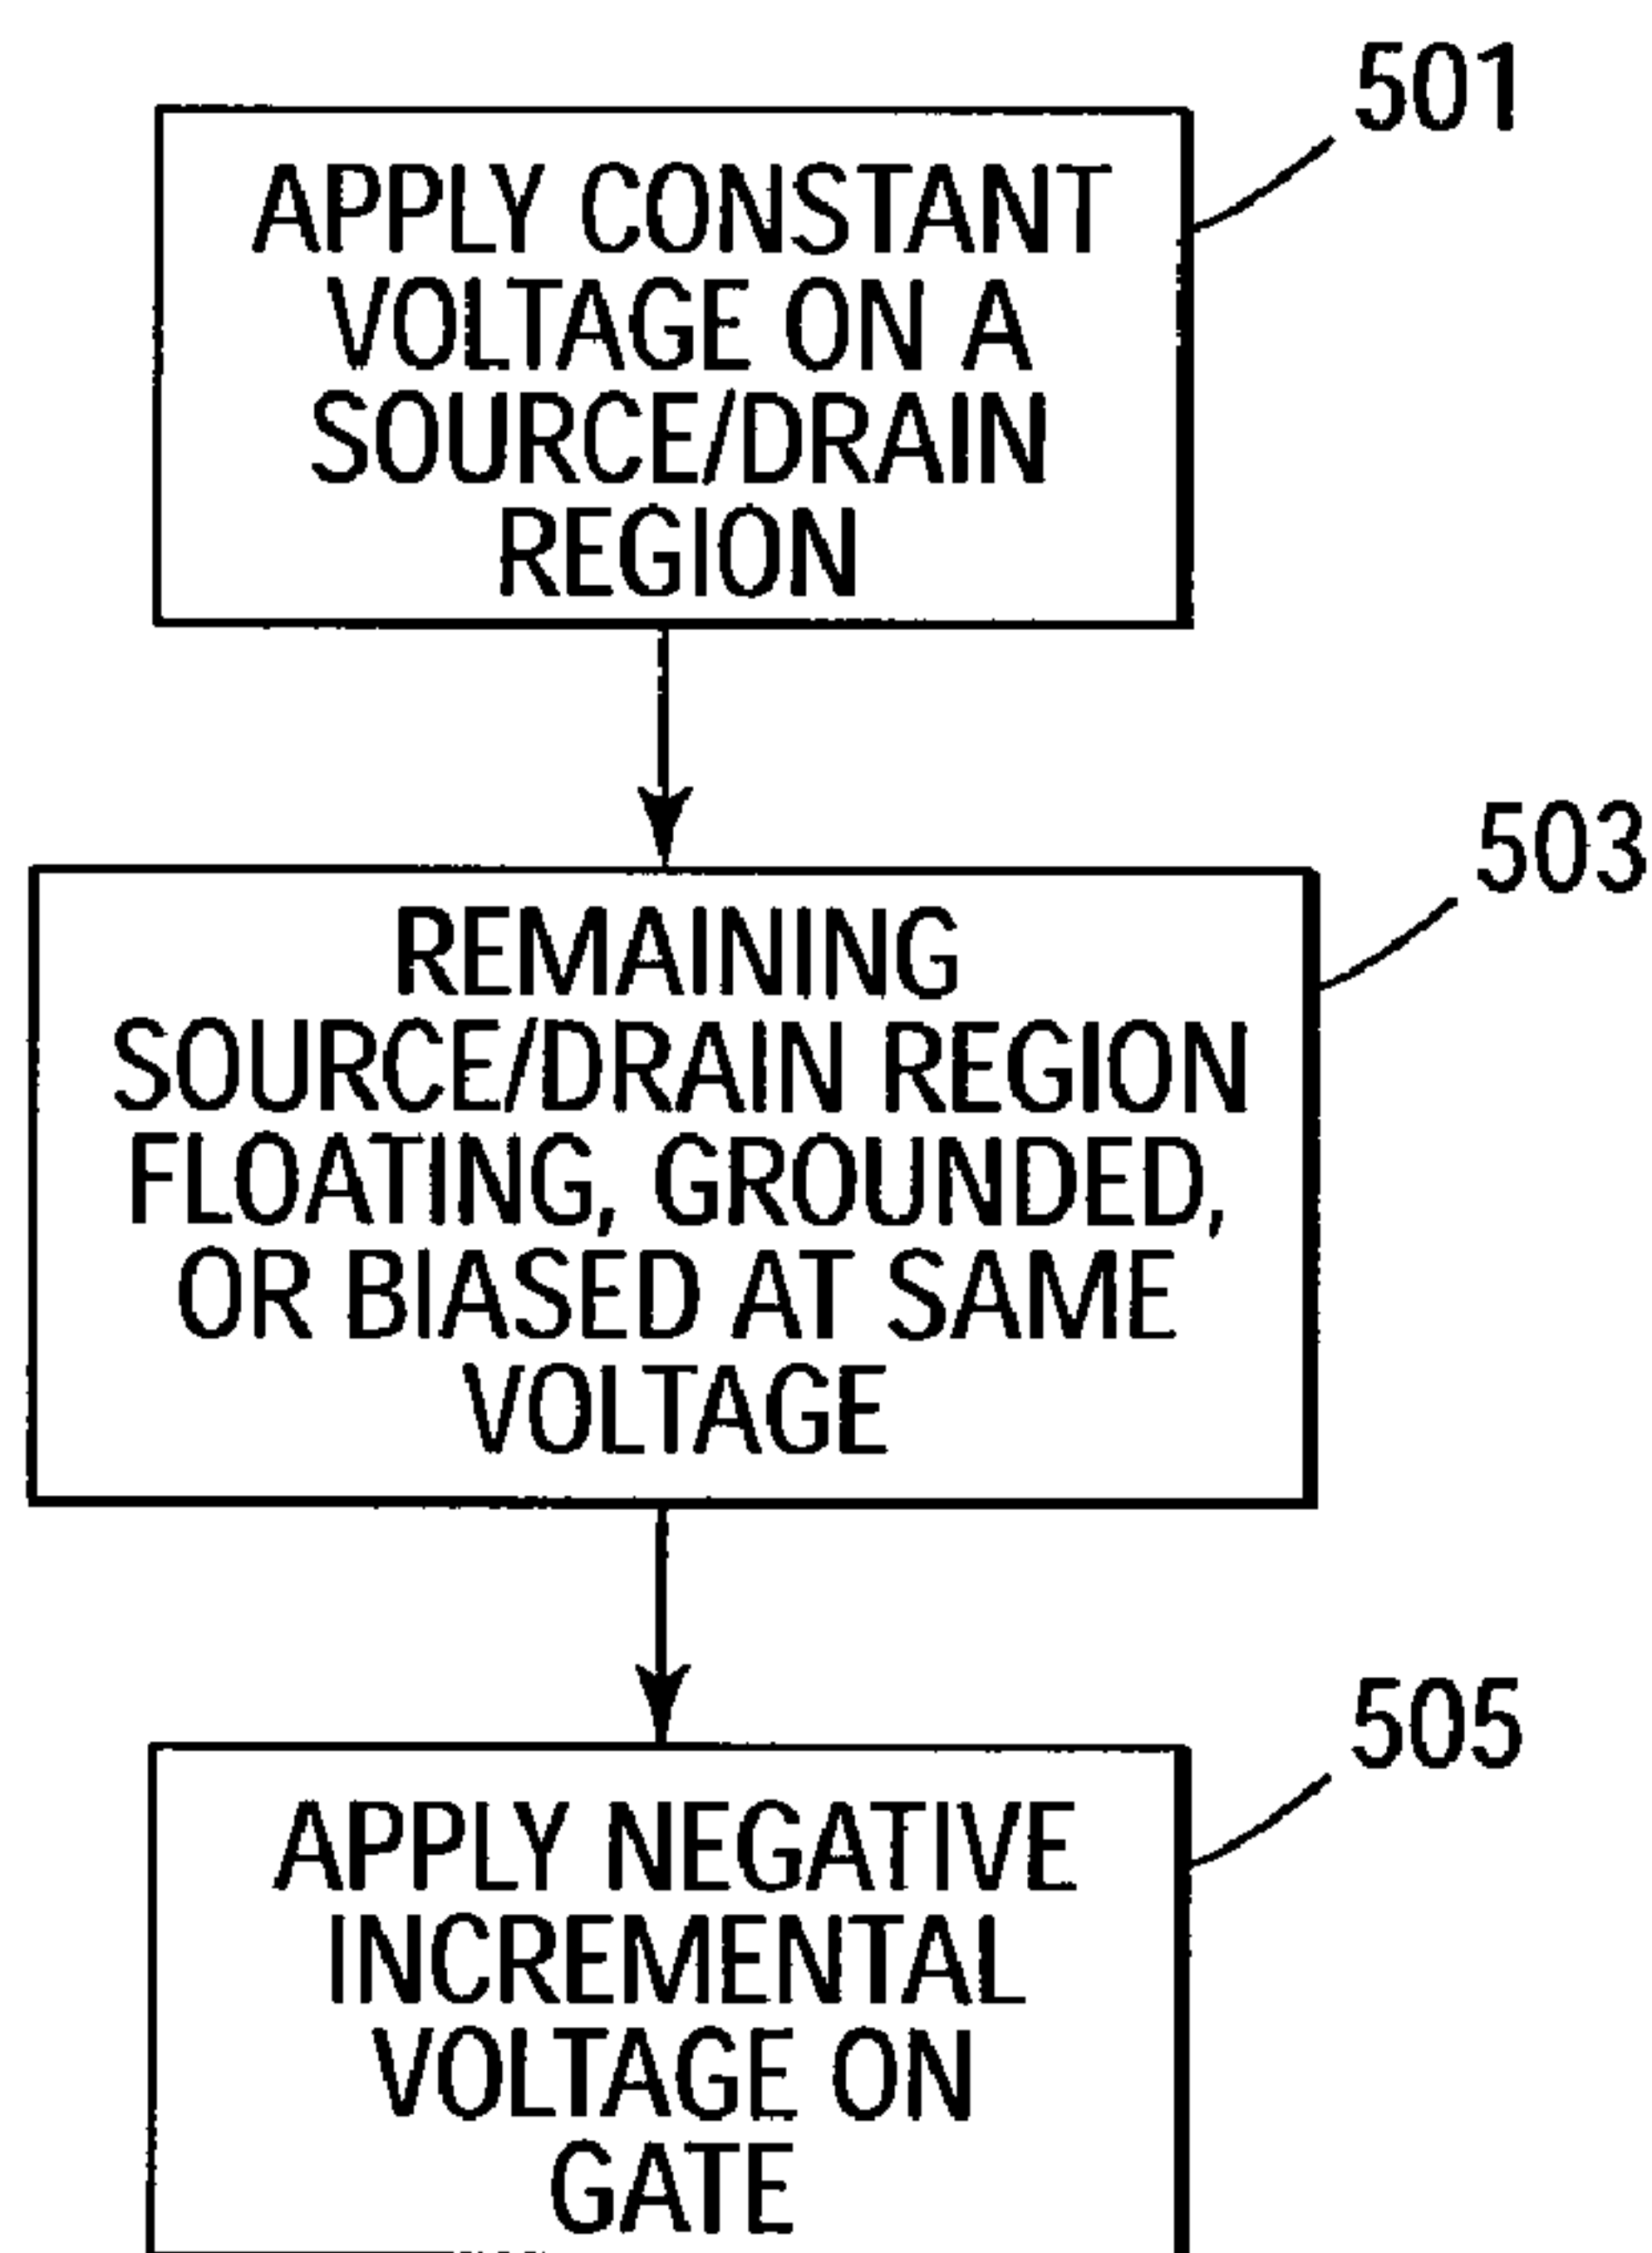 501
APPLY CONSTANT
VOLTAGE ON A
SOURCE/DRAIN
REGION
503
REMAINING
SOURCE/DRAIN REGION
FLOATING, GROUNDED,
OR BIASED AT SAME
VOLTAGE
505
APPLY NEGATIVE
INCREMENTAL
VOLTAGE ON
GATE